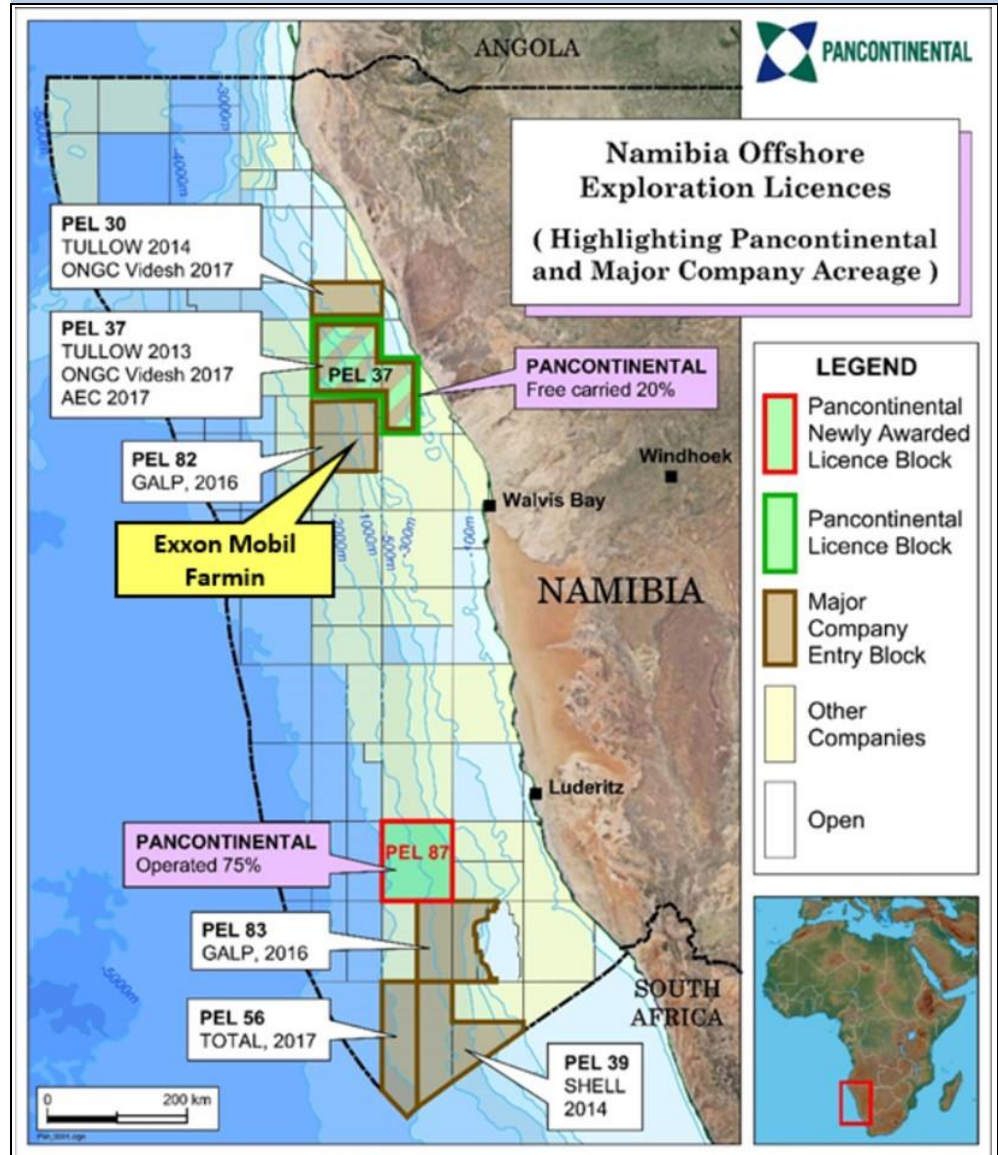 ANGOLA
PANCONTINENTAL
Namibia Offshore
Exploration Licences
( Highlighting Pancontinental
and Major Company Acreage )
-5000m
-4000m
-3000m
PEL 30
TULLOW 2014
ONGC Videsh 2017
PEL 37
TULLOW 2013
ONGC Videsh 2017
AEC 2017
PEL 37
PANCONTINENTAL
Free carried 20%
PEL 82
GALP, 2016
Exxon Mobil
Farmin
Windhoek
Walvis Bay
-1000m
-500m
NAMIBIA
Luderitz
PANCONTINENTAL
Operated 75%
PEL 87
PEL 83
GALP, 2016
PEL 56
TOTAL, 2017
PEL 39
SHELL
2014
SOUTH
AFRICA
-5000m
0
200 km
LEGEND
Pancontinental
Newly Awarded
Licence Block
Pancontinental
Licence Block
Major
Company
Entry Block
Other
Companies
Open